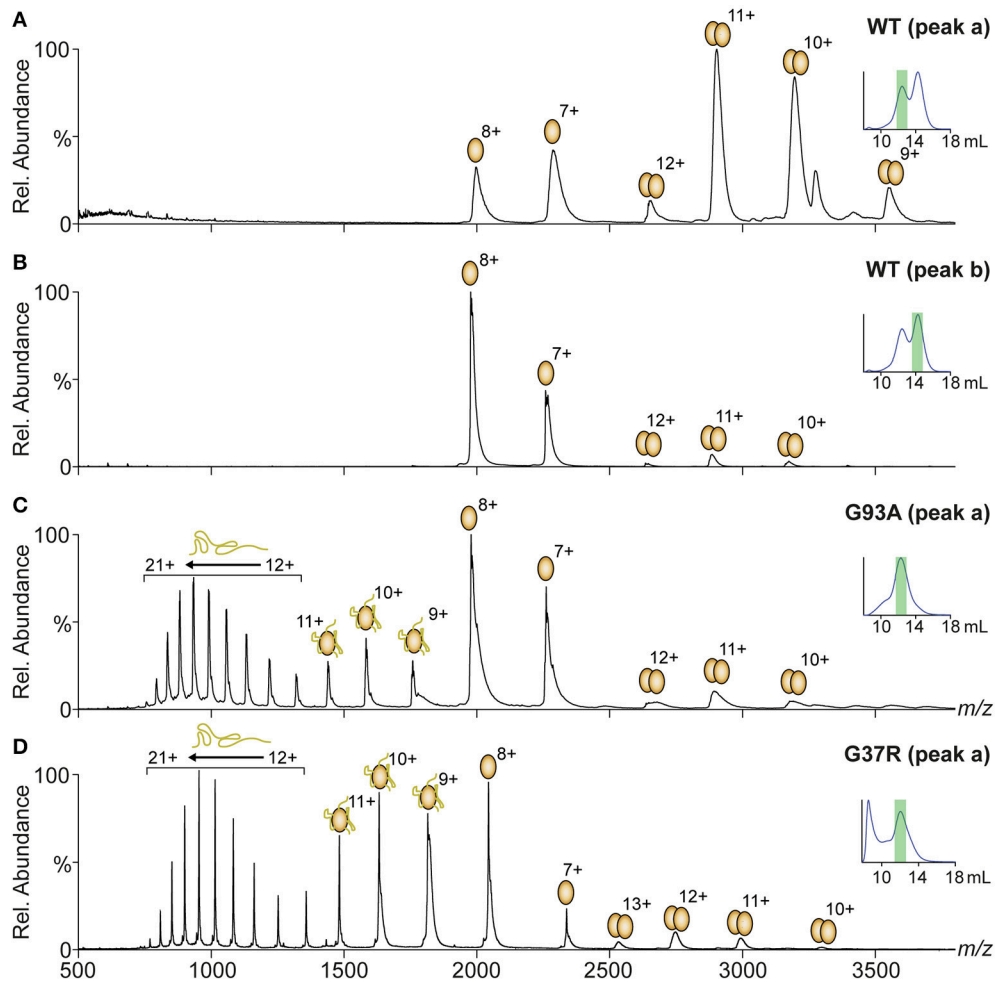 A
WT (peak a)
Rel. Abundance
100
%
0
8+
7+
12+
11+
10+
9+
10 14 18 mL
B
WT (peak b)
Rel. Abundance
100
%
0
8+
7+
12+
11+
10+
10 14 18 mL
C
G93A (peak a)
Rel. Abundance
100
%
0
21+ 12+
11+
10+
9+
8+
7+
12+
11+
10+
10 14 18 mL
m/z
D
G37R (peak a)
Rel. Abundance
100
%
0
21+ 12+
11+
10+
9+
8+
7+
13+
12+
11+
10+
10 14 18 mL
m/z
500 1000 1500 2000 2500 3000 3500